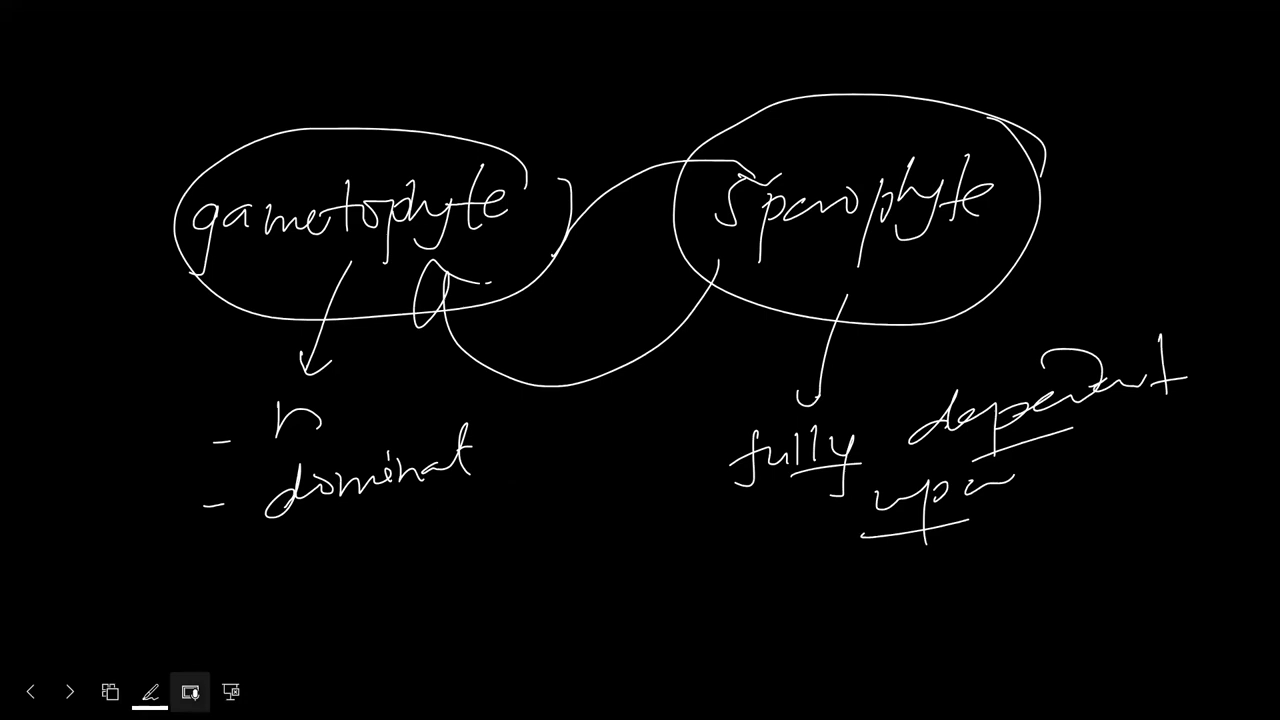 gametophyte
sporophyte
- n
- dominat
fully dependent
upon